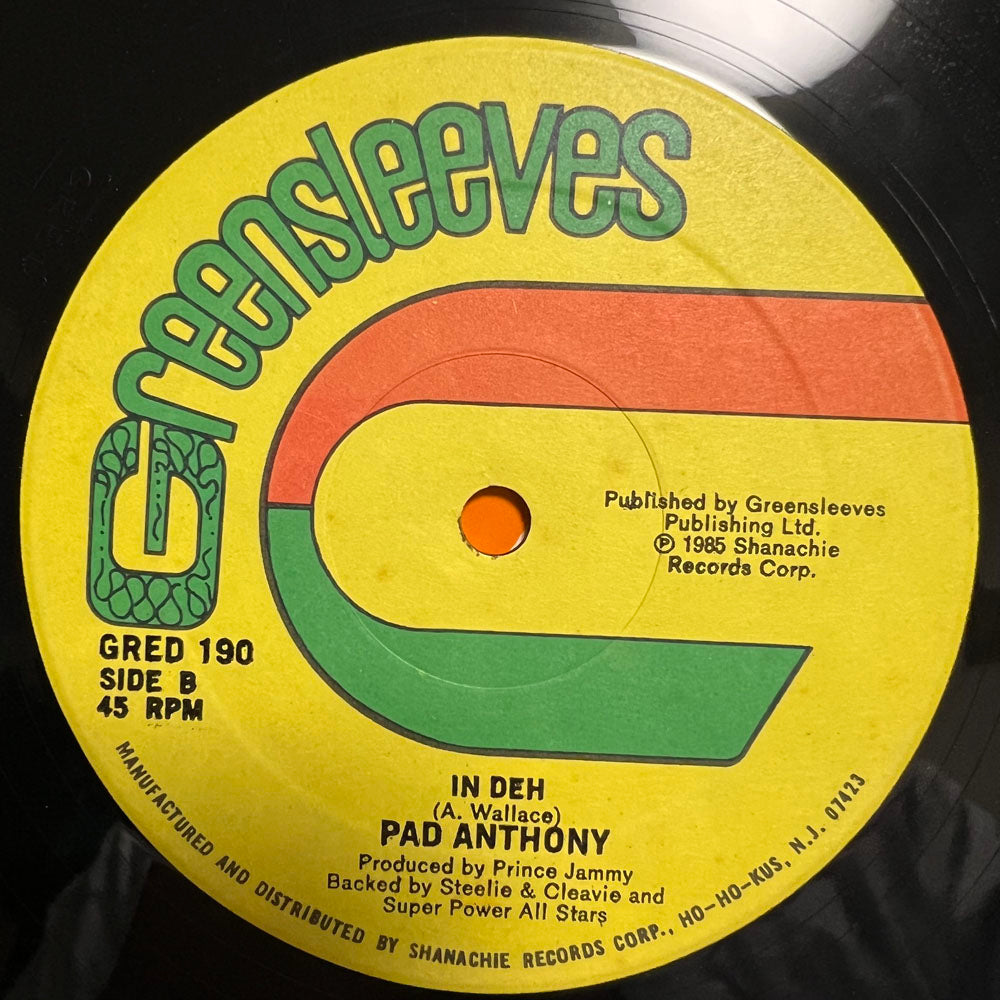 Greensleeves
Published by Greensleeves
Publishing Ltd.
℗ 1985 Shanachie
Records Corp.
GRED 190
SIDE B
45 RPM
IN DEH
(A. Wallace)
PAD ANTHONY
Produced by Prince Jammy
Backed by Steelie & Cleavie and
Super Power All Stars
MANUFACTURED AND DISTRIBUTED BY SHANACHIE RECORDS CORP., HO-HO-KUS, N.J. 07423